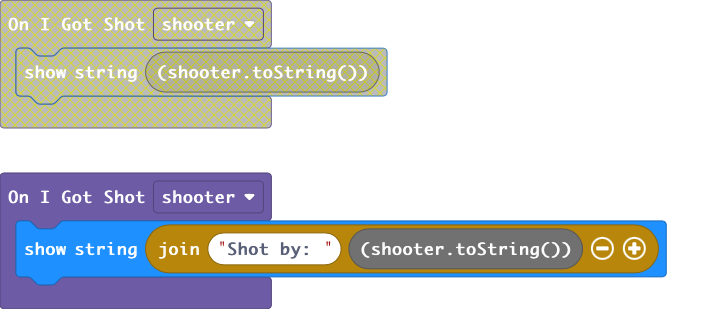 On I Got Shot shooter
show string (shooter.toString())
On I Got Shot shooter
show string join "Shot by: " (shooter.toString())